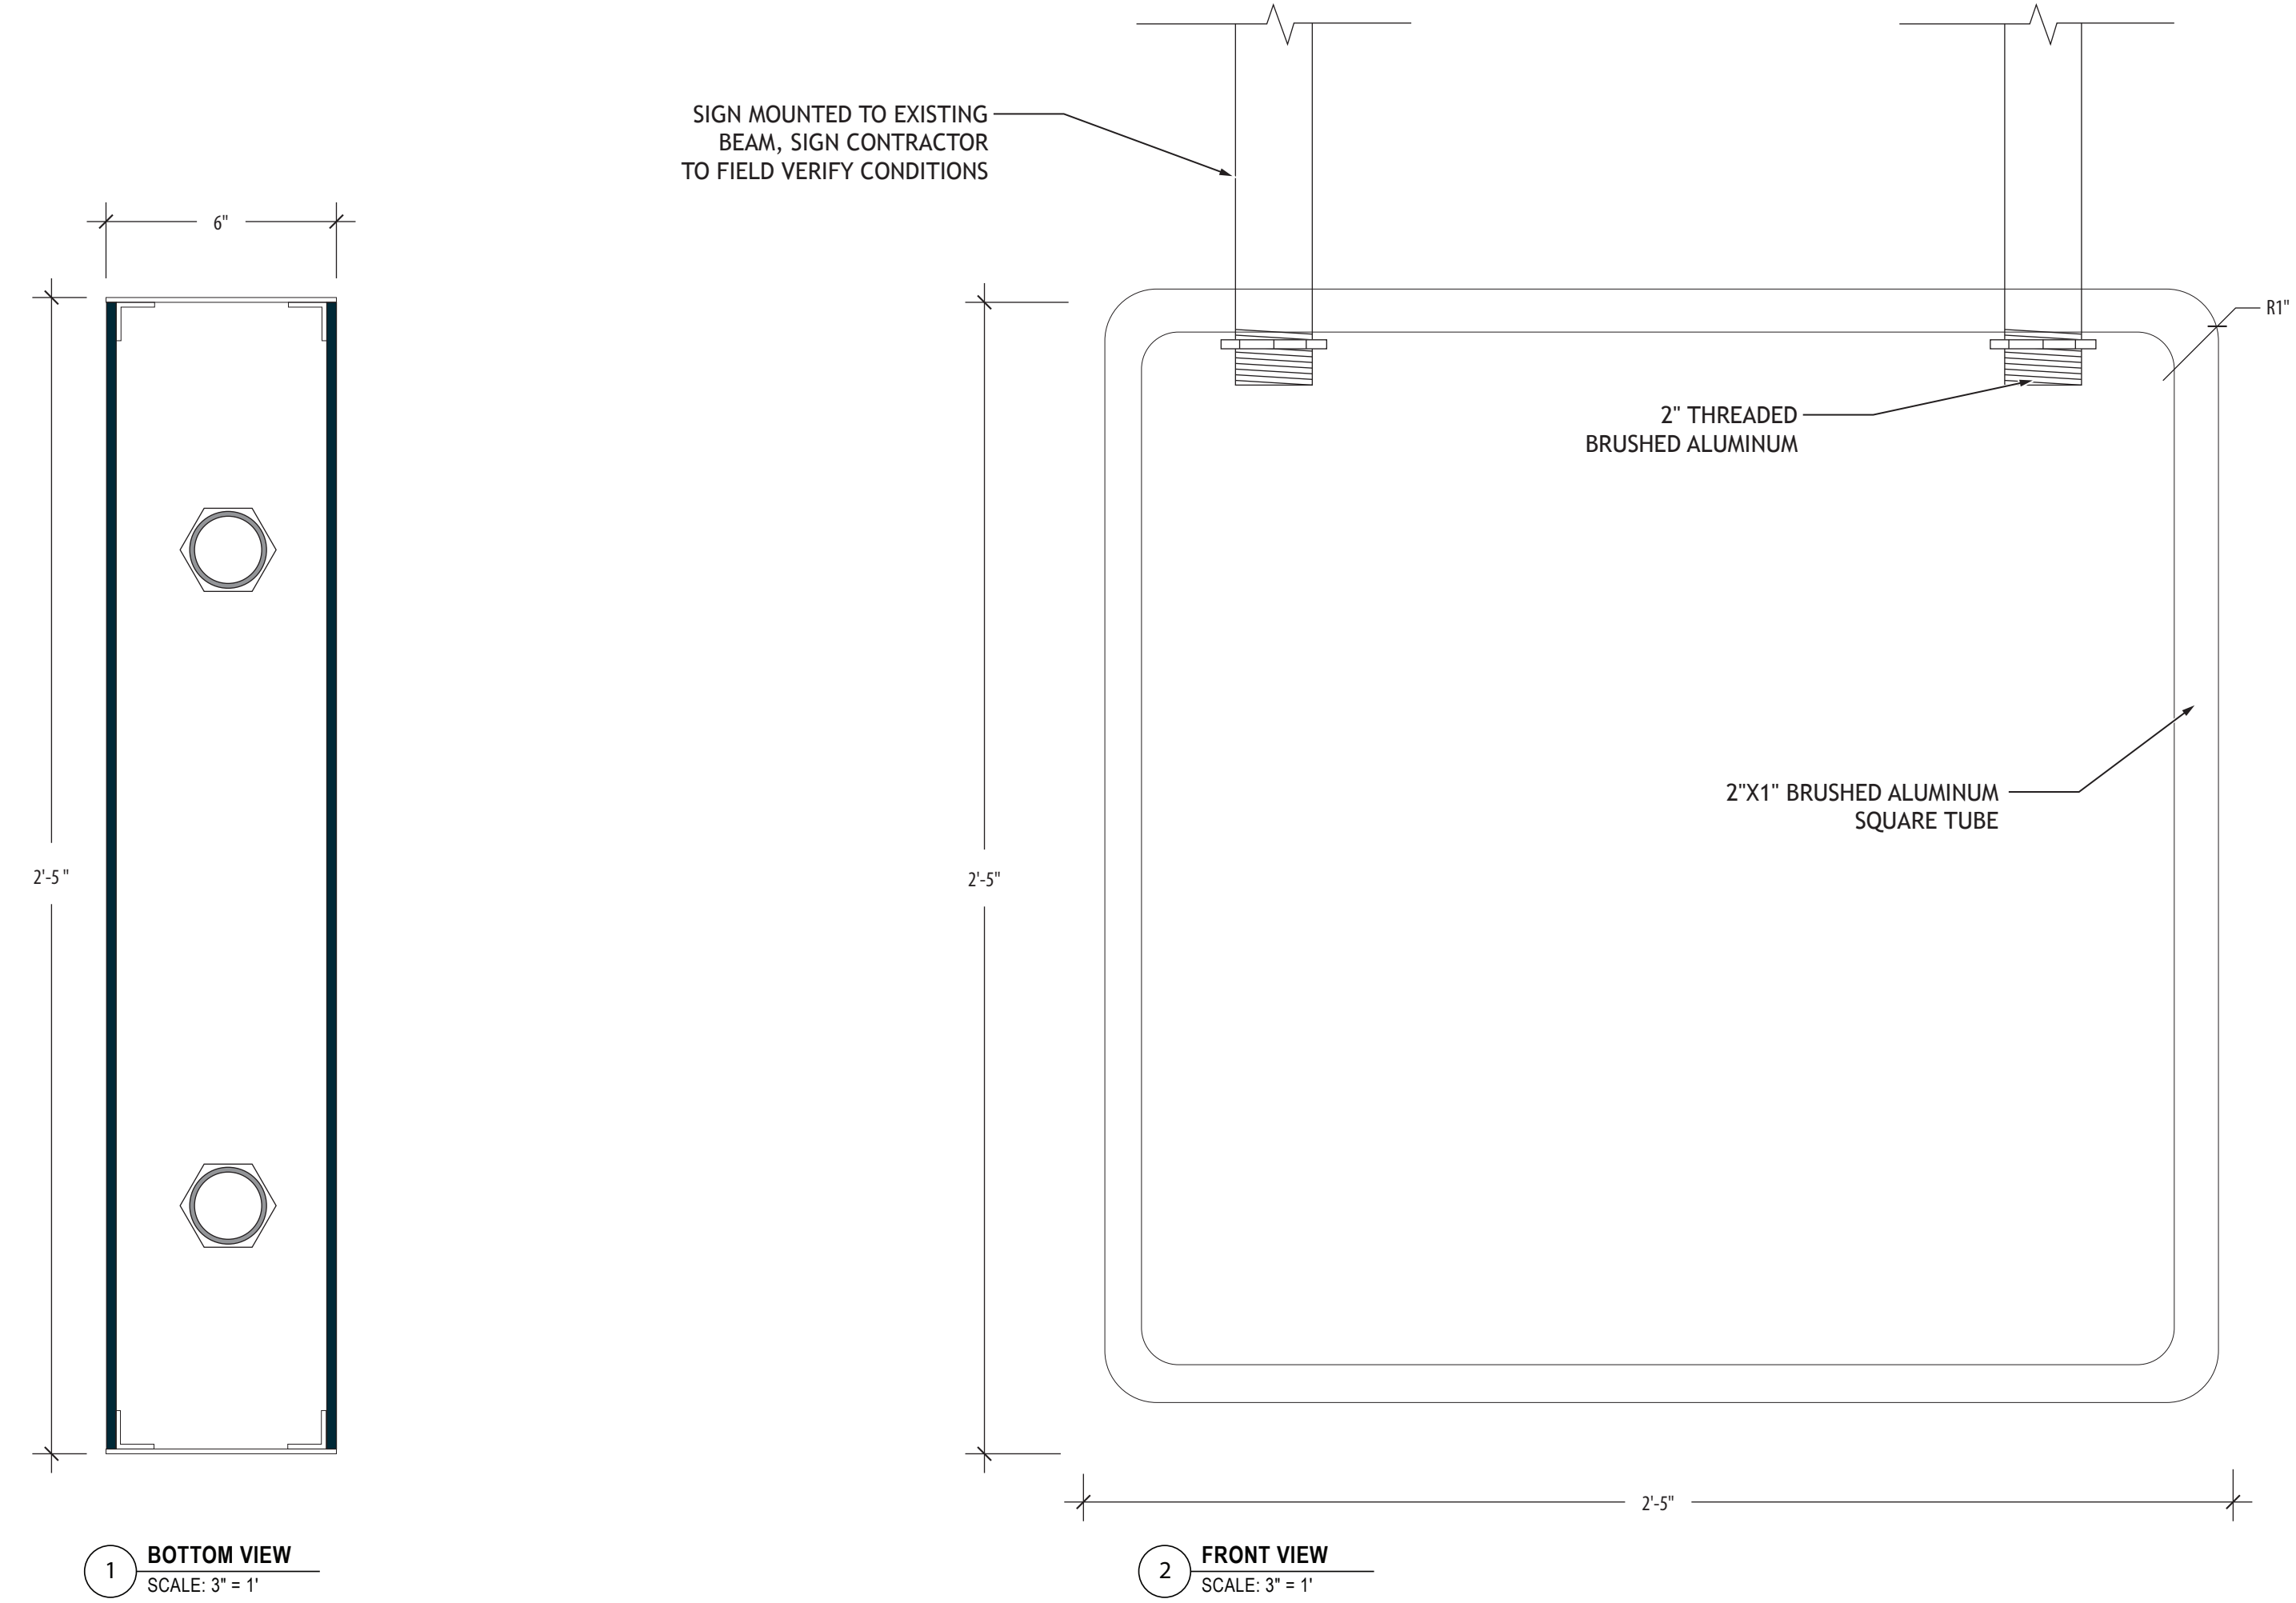 SIGN MOUNTED TO EXISTING
BEAM, SIGN CONTRACTOR
TO FIELD VERIFY CONDITIONS
6"
R1"
2" THREADED
BRUSHED ALUMINUM
2"X1" BRUSHED ALUMINUM
SQUARE TUBE
2'-5"
2'-5"
2'-5"
1
BOTTOM VIEW
SCALE: 3" = 1'
2
FRONT VIEW
SCALE: 3" = 1'